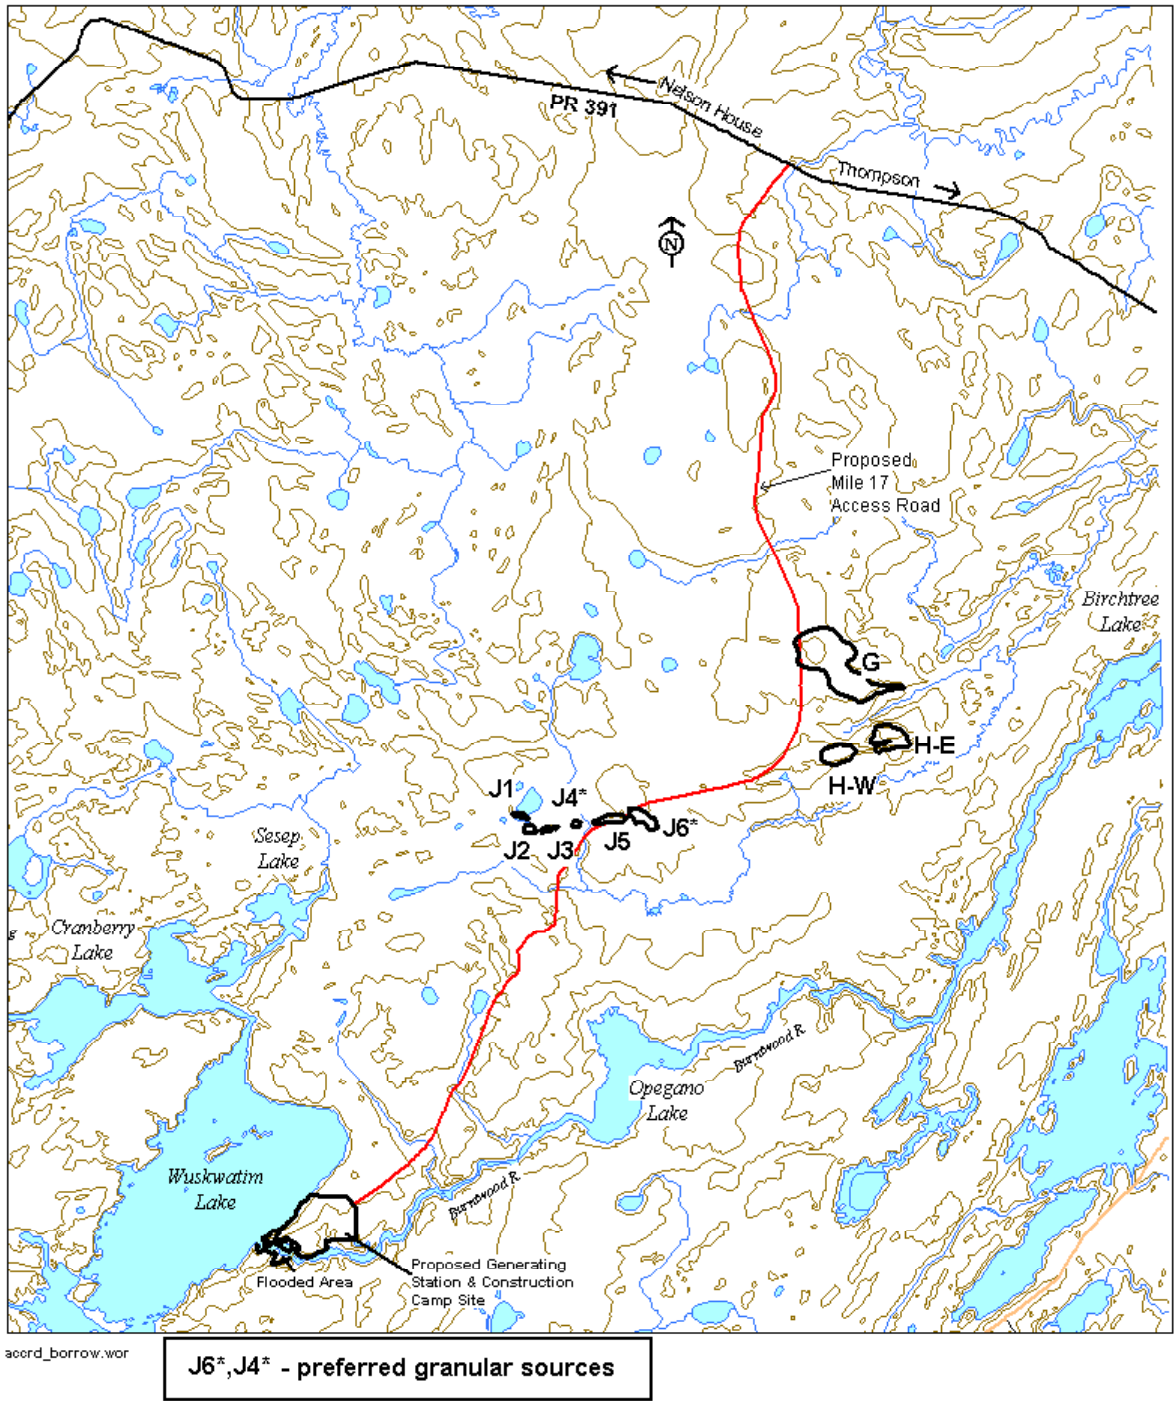 Nelson House
PR 391
Thompson
N
Proposed
Mile 17
Access Road
Birchtree
Lake
G
H-E
H-W
J1
J4*
J2
J3
J5
J6*
Sesep
Lake
Cranberry
Lake
g
Burntwood R
Opegano
Lake
Wuskwatim
Lake
Burntwood R
Flooded Area
Proposed Generating
Station & Construction
Camp Site
accrd_borrow.wor
J6*,J4* - preferred granular sources